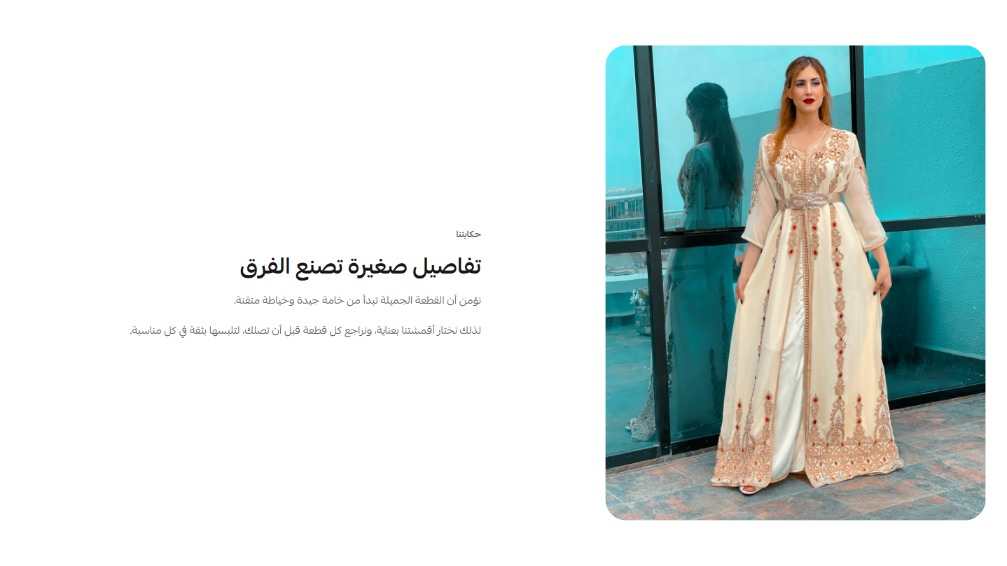 حكايتنا
تفاصيل صغيرة تصنع الفرق
نؤمن أن القطعة الجميلة تبدأ من خامة جيدة وخياطة متقنة.
لذلك نختار أقمشتنا بعناية، ونراجع كل قطعة قبل أن تصلك، لتلبسها بثقة في كل مناسبة.